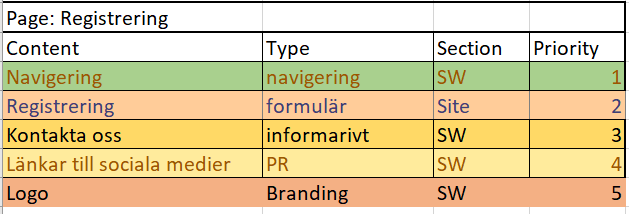 Page: Registrering
Content Type Section Priority
Navigering navigering SW 1
Registrering formulär Site 2
Kontakta oss informarivt SW 3
Länkar till sociala medier PR SW 4
Logo Branding SW 5